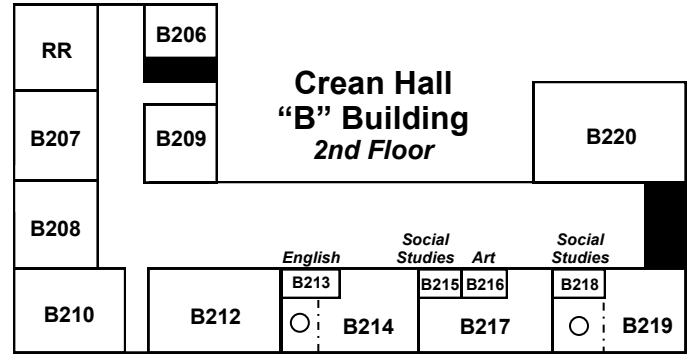 RR
B206
Crean Hall
“B” Building
2nd Floor
B207
B209
B220
B208
English
Social
Studies
Art
Social
Studies
B213
B215
B216
B218
B210
B212
B214
B217
B219